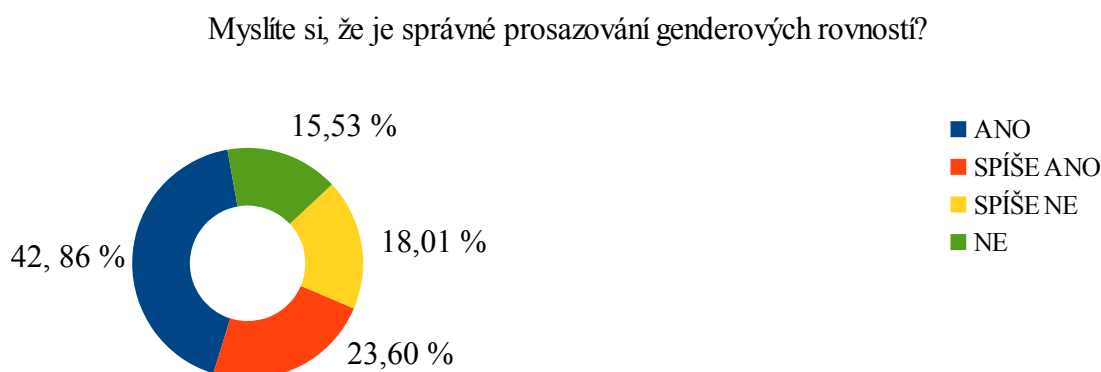 Myslíte si, že je správné prosazování genderových rovností?
15,53 %
ANO
SPÍŠE ANO
SPÍŠE NE
NE
18,01 %
42, 86 %
23,60 %